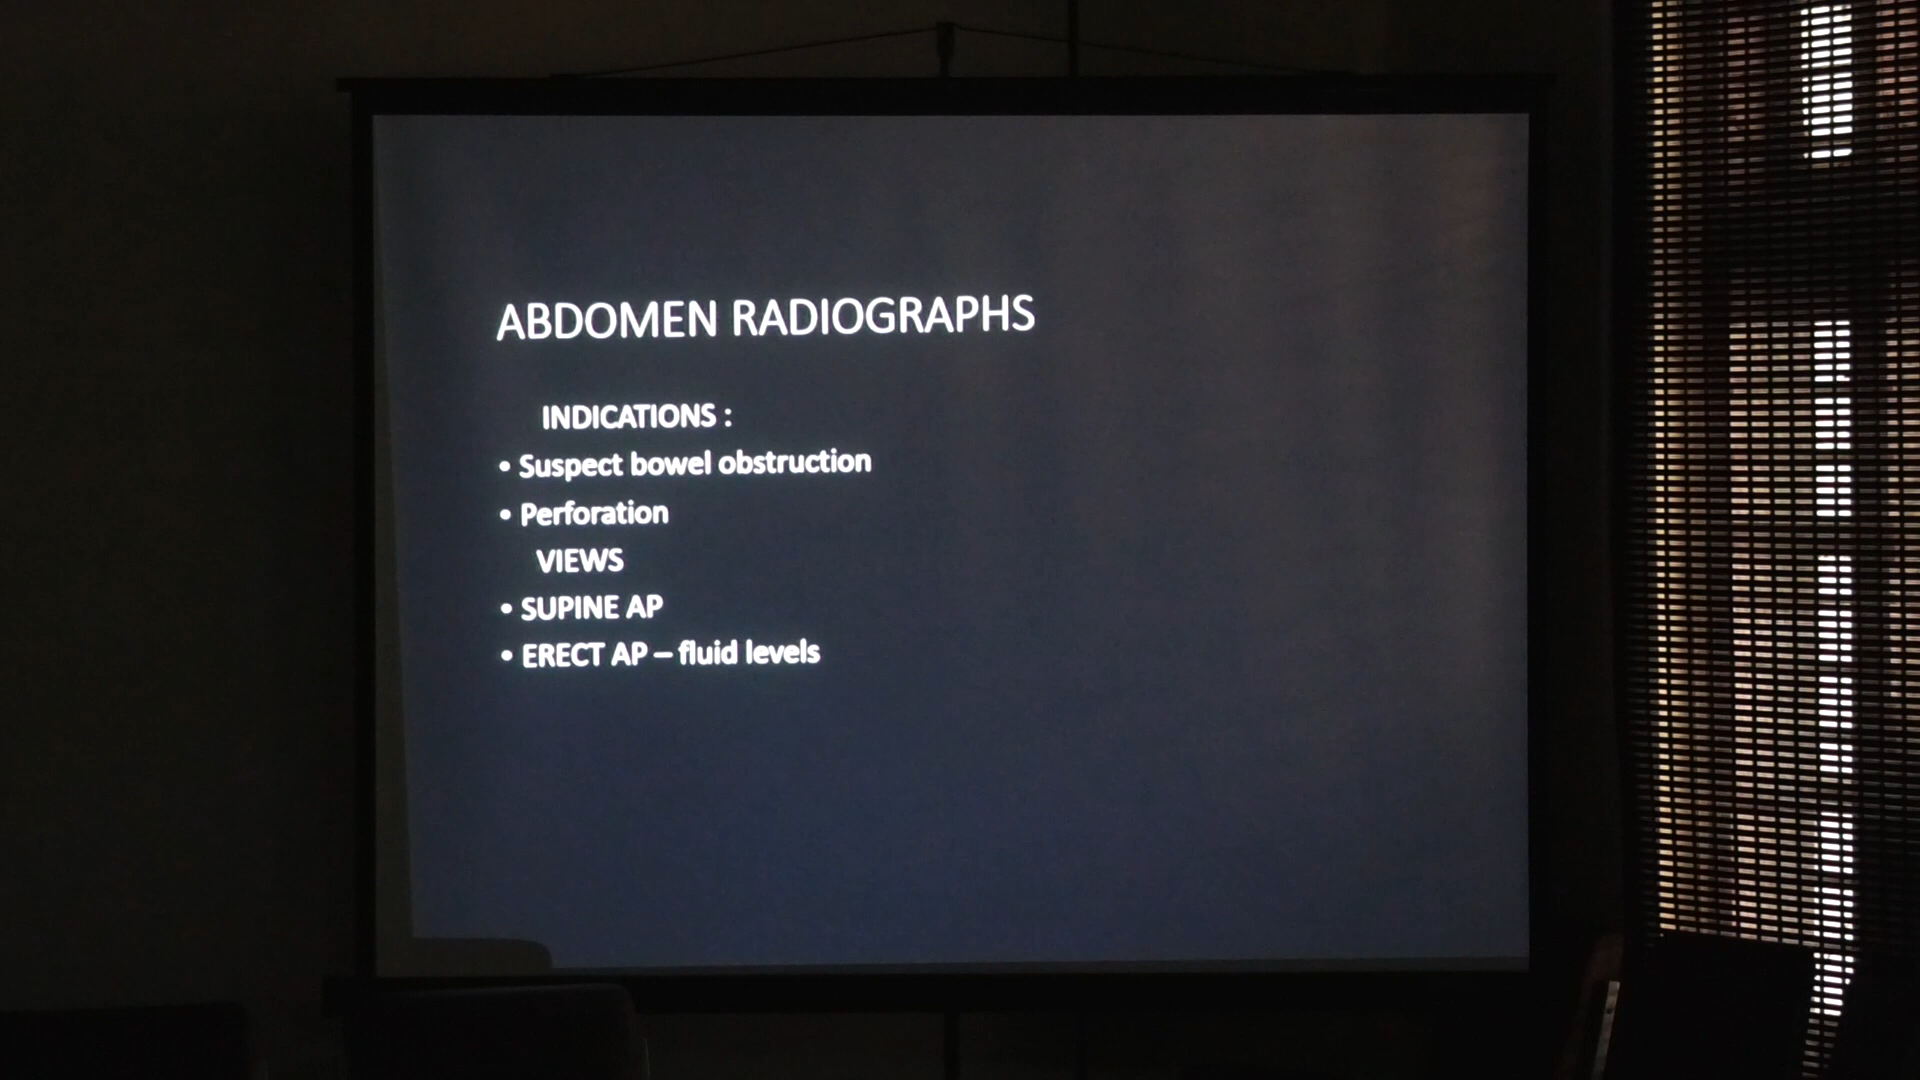 ABDOMEN RADIOGRAPHS
INDICATIONS :
• Suspect bowel obstruction
• Perforation
VIEWS
• SUPINE AP
• ERECT AP – fluid levels